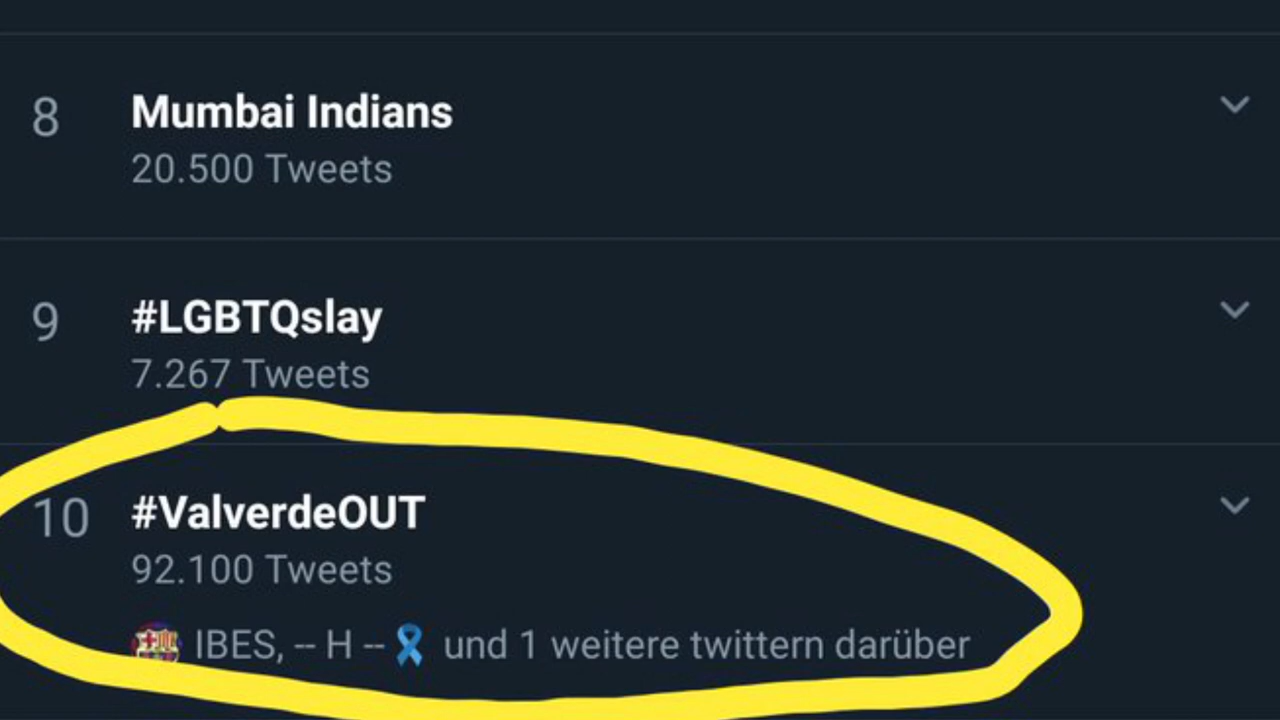 8
Mumbai Indians
20.500 Tweets
9
#LGBTQslay
7.267 Tweets
10
#ValverdeOUT
92.100 Tweets
IBES, -- H -- und 1 weitere twittern darüber